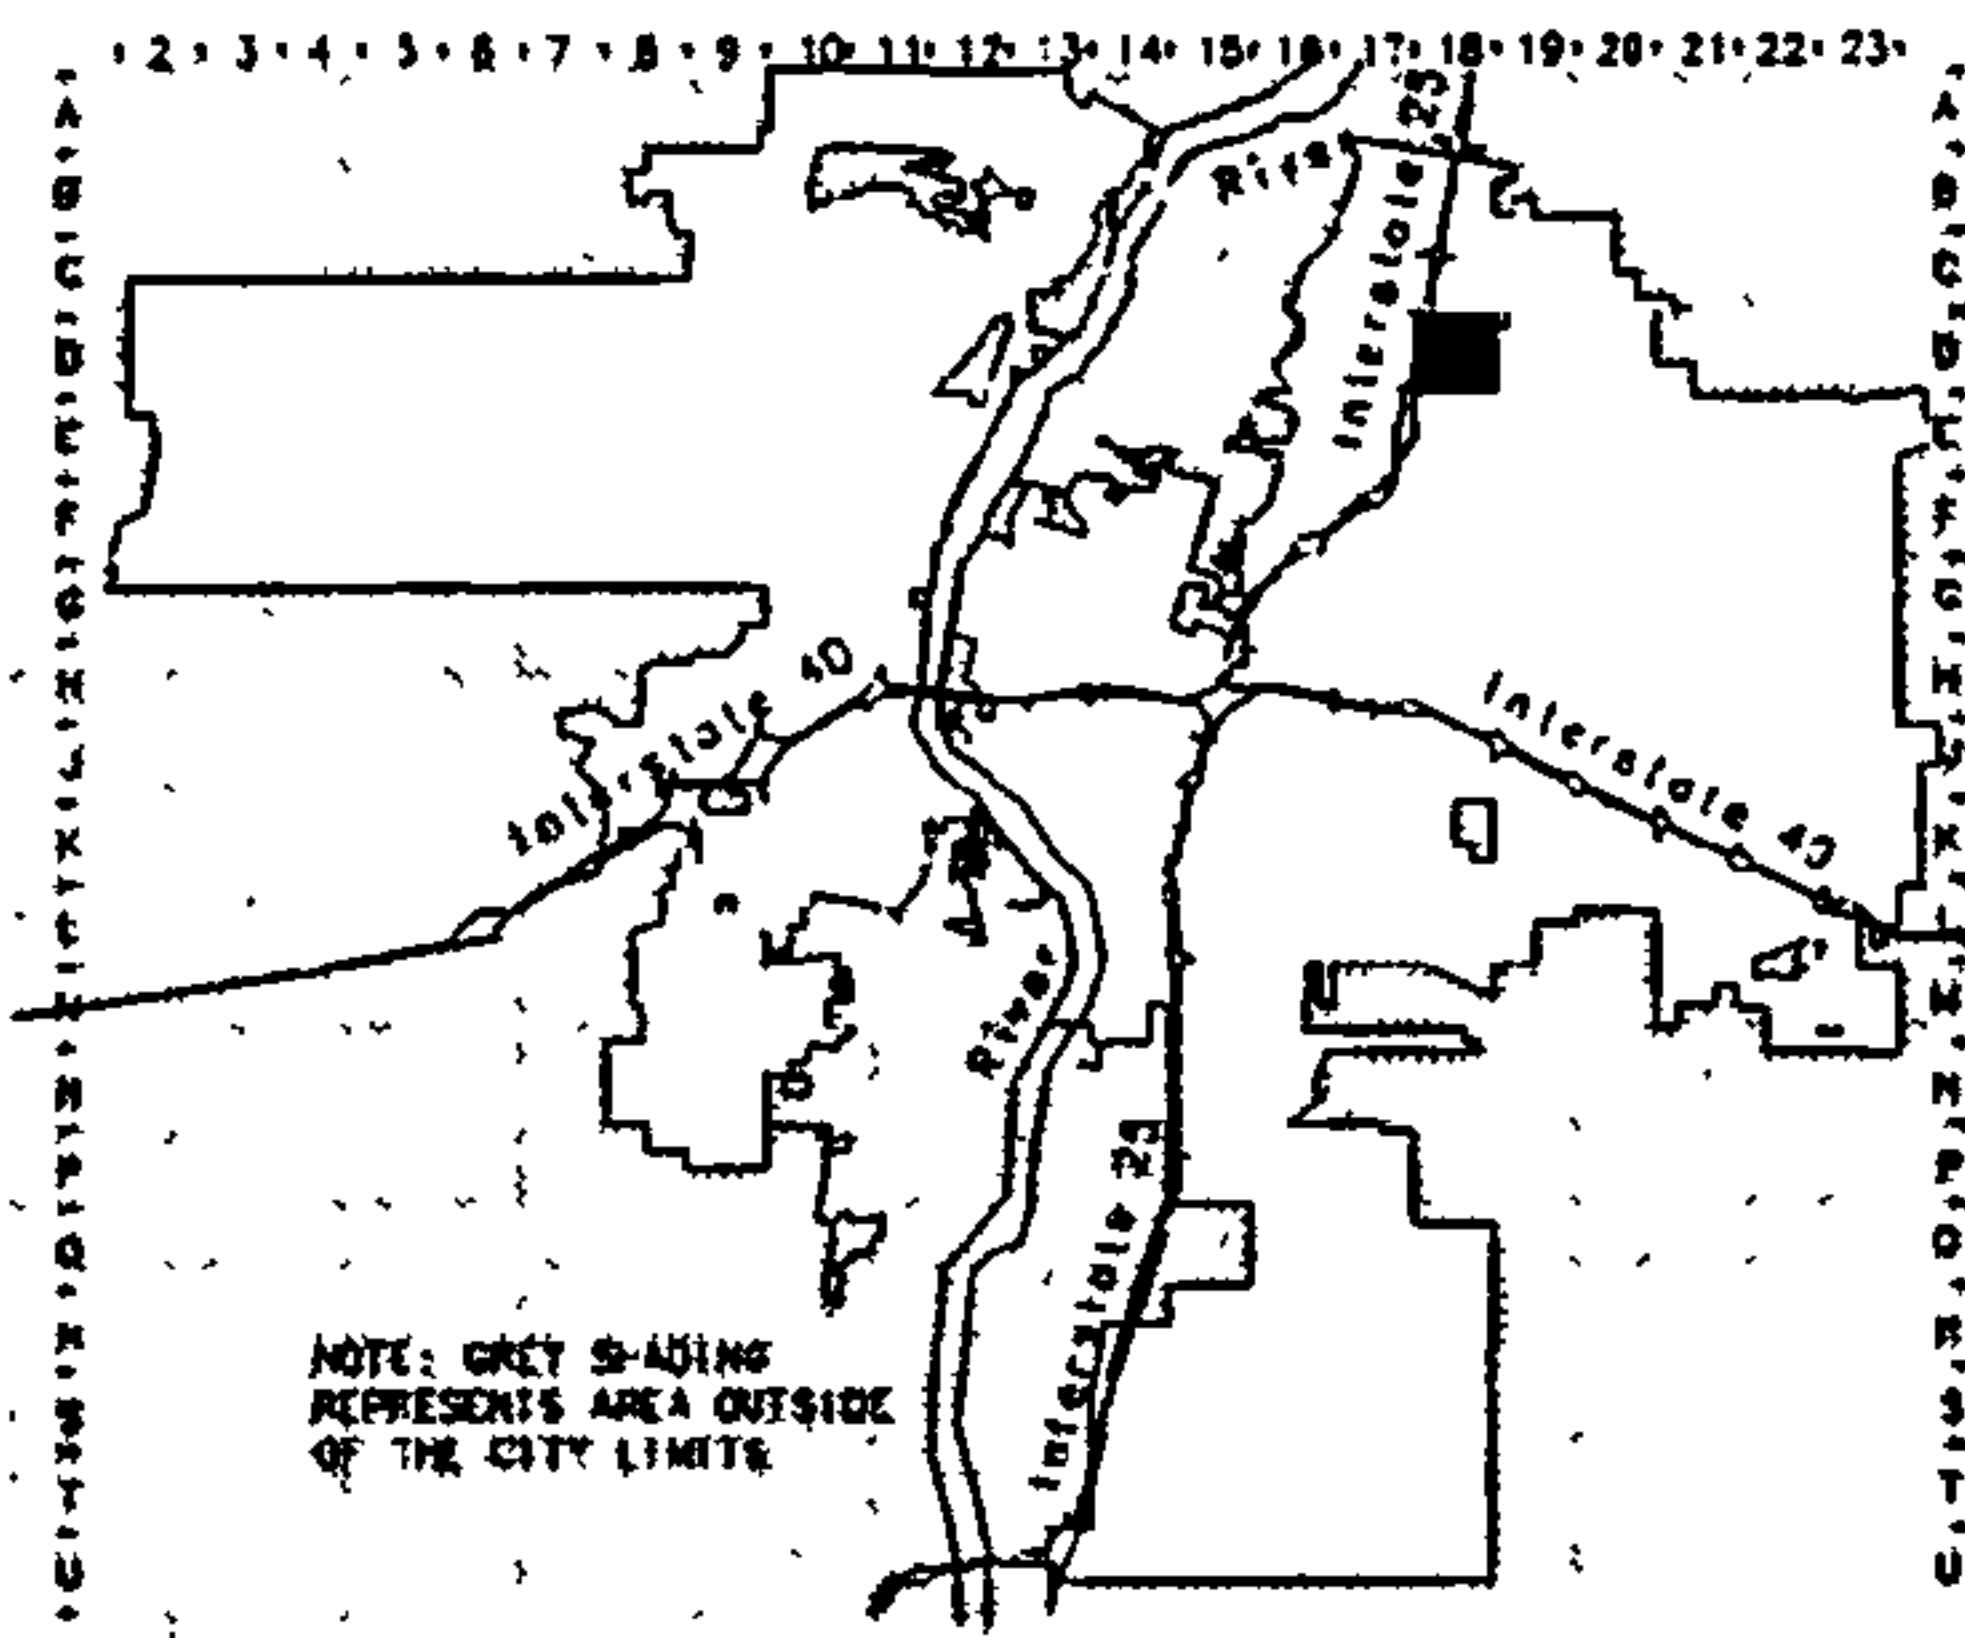 2 3 4 5 6 7 8 9 10 11 12 13 14 15 16 17 18 19 20 21 22 23
A
B
C
D
E
F
G
H
J
K
L
M
N
P
Q
R
S
T
U
A
B
C
D
E
F
G
H
J
K
L
M
N
P
Q
R
S
T
U
Interstate 25
Interstate 40
Interstate 40
River
Interstate 25
NOTE: GREY SHADING
REPRESENTS AREA OUTSIDE
OF THE CITY LIMITS